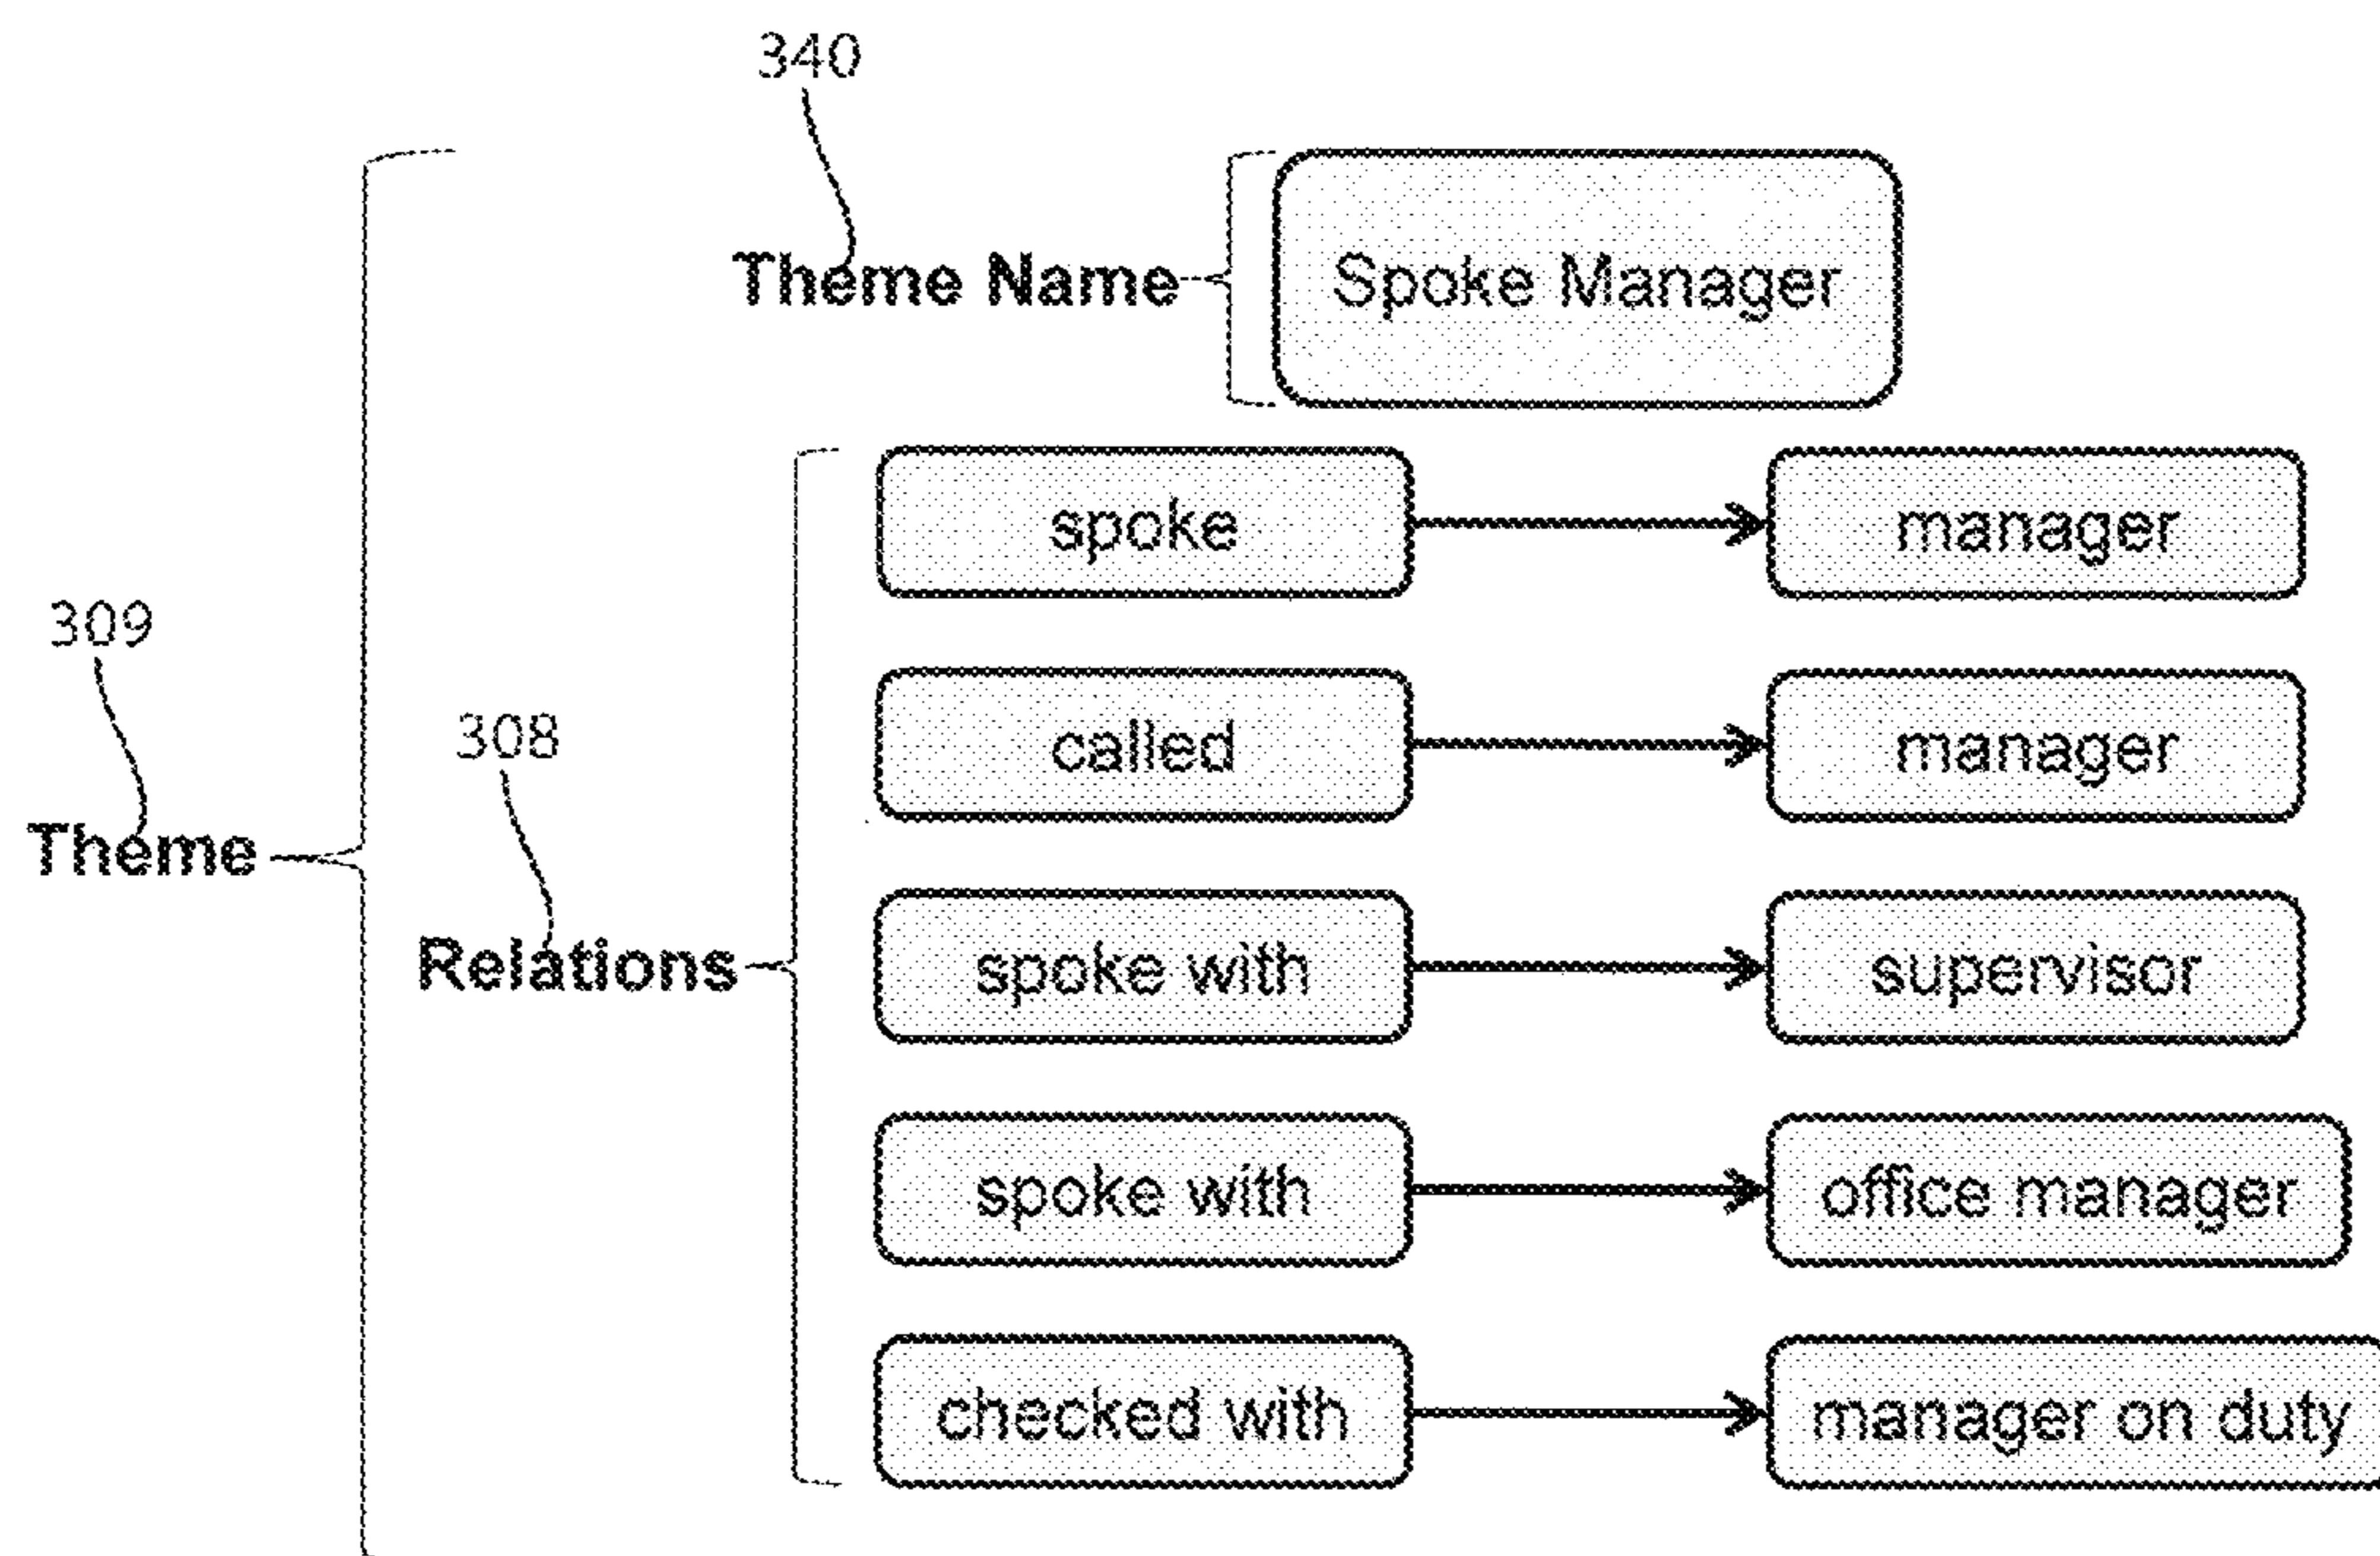 340
Theme Name Spoke Manager
spoke manager
309
308
called manager
Theme
Relations spoke with supervisor
spoke with office manager
checked with manager on duty